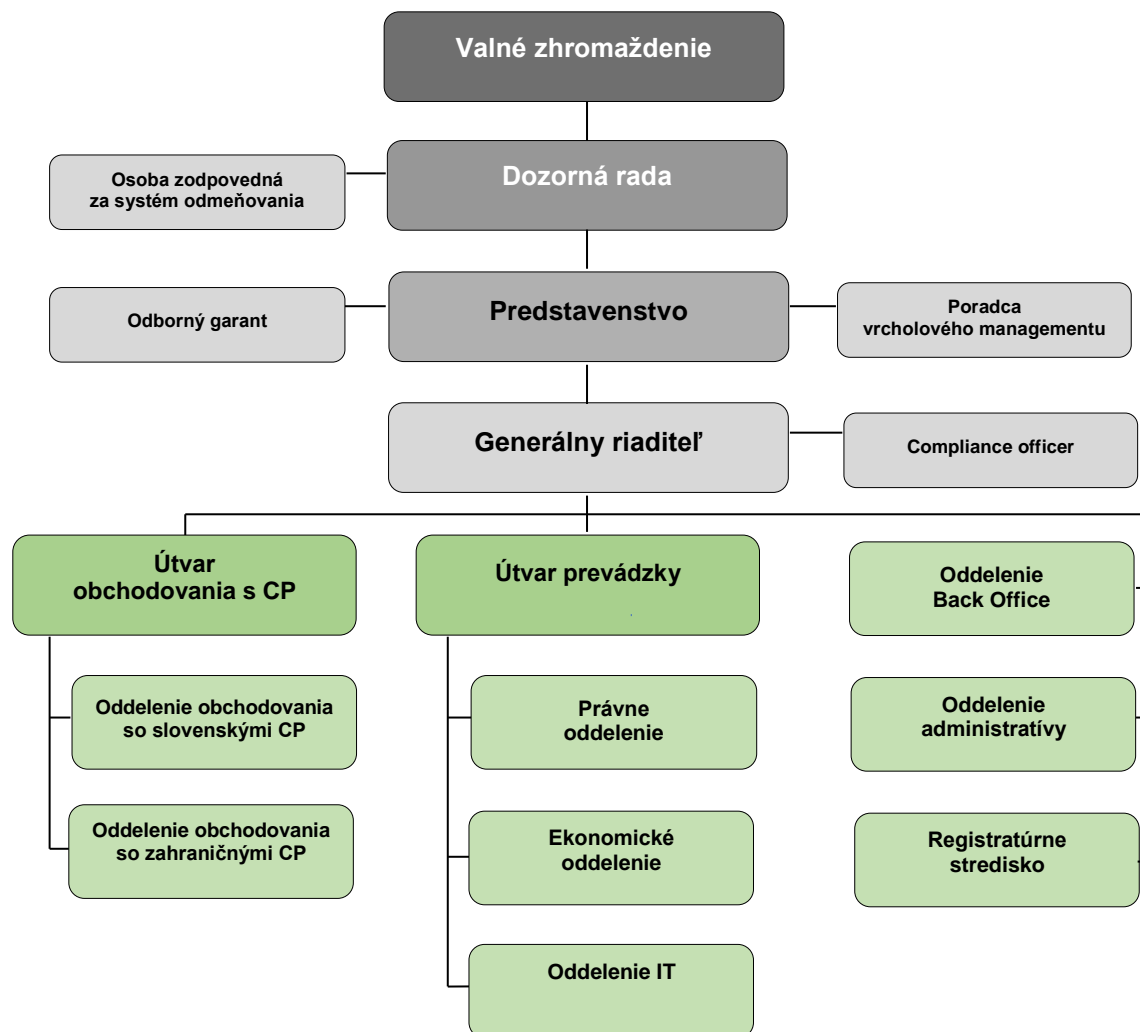 Valné zhromaždenie
Osoba zodpovedná
za systém odmeňovania
Dozorná rada
Odborný garant
Predstavenstvo
Poradca
vrcholového managementu
Generálny riaditeľ
Compliance officer
Útvar
obchodovania s CP
Útvar prevádzky
Oddelenie
Back Office
Oddelenie obchodovania
so slovenskými CP
Právne
oddelenie
Oddelenie
administratívy
Oddelenie obchodovania
so zahraničnými CP
Ekonomické
oddelenie
Registratúrne
stredisko
Oddelenie IT